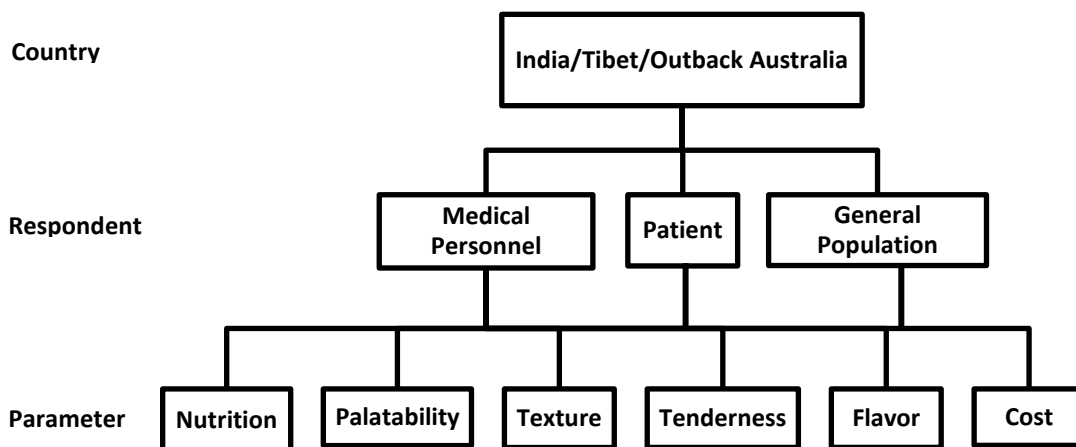 Country
India/Tibet/Outback Australia
Respondent
Medical
Personnel
Patient
General
Population
Parameter
Nutrition
Palatability
Texture
Tenderness
Flavor
Cost